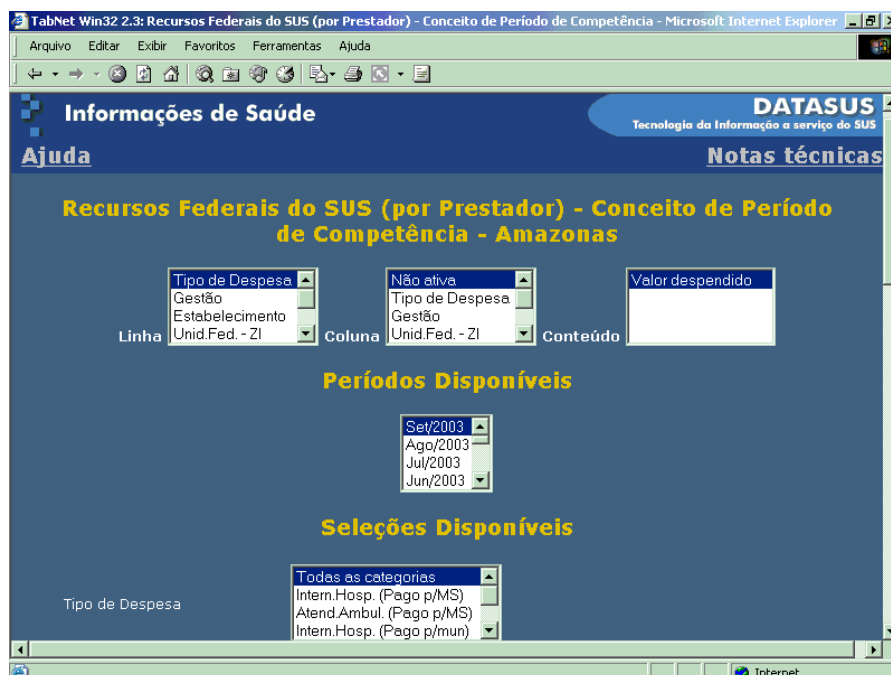 TabNet Win32 2.3: Recursos Federais do SUS (por Prestador) - Conceito de Período de Competência - Microsoft Internet Explorer
Arquivo Editar Exibir Favoritos Ferramentas Ajuda
Informações de Saúde
DATASUS
Tecnologia da Informação a serviço do SUS
Ajuda
Notas técnicas
Recursos Federais do SUS (por Prestador) - Conceito de Período
de Competência - Amazonas
Linha
Tipo de Despesa
Gestão
Estabelecimento
Unid.Fed. - ZI
Coluna
Não ativa
Tipo de Despesa
Gestão
Unid.Fed. - ZI
Conteúdo
Valor despendido
Períodos Disponíveis
Set/2003
Ago/2003
Jul/2003
Jun/2003
Seleções Disponíveis
Tipo de Despesa
Todas as categorias
Intern.Hosp. (Pago p/MS)
Atend.Ambul. (Pago p/MS)
Intern.Hosp. (Pago p/mun)
Internet